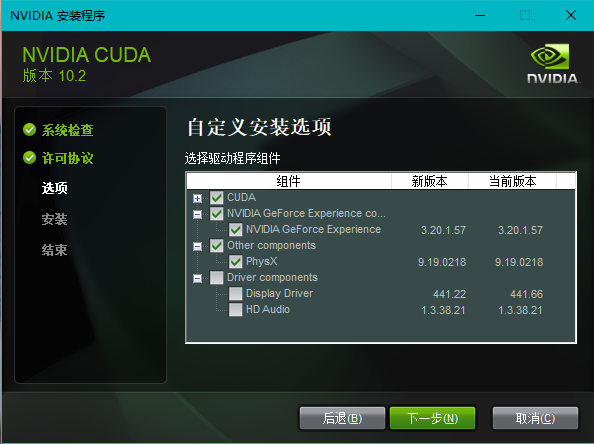 NVIDIA 安装程序
NVIDIA CUDA
版本 10.2
NVIDIA.
系统检查
许可协议
选项
安装
结束
自定义安装选项
选择驱动程序组件
组件 新版本 当前版本
CUDA
NVIDIA GeForce Experience co...
NVIDIA GeForce Experience 3.20.1.57 3.20.1.57
Other components
PhysX 9.19.0218 9.19.0218
Driver components
Display Driver 441.22 441.66
HD Audio 1.3.38.21 1.3.38.21
后退(B) 下一步(N) 取消(C)